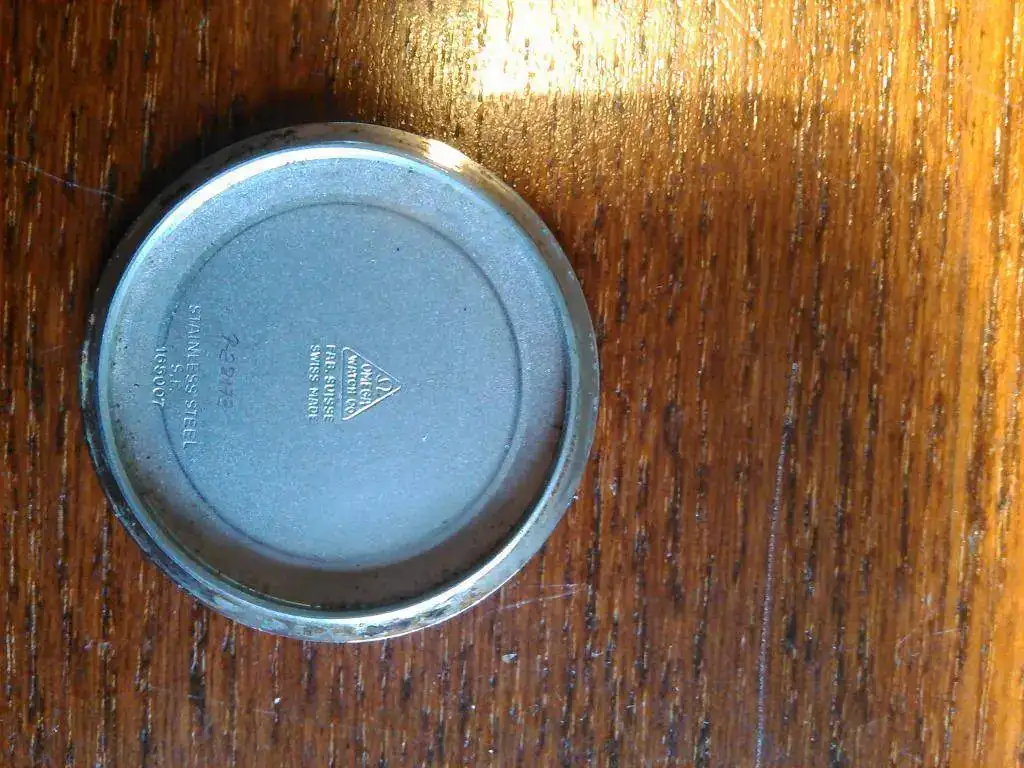 Ω
OMEGA
WATCH CO
FAB. SUISSE
SWISS MADE
STAINLESS STEEL
S.F.
165007